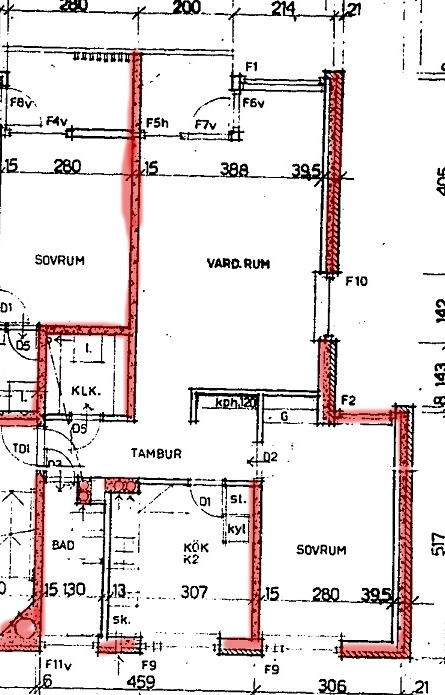 280 200 214 21
F1
F8v F6v
F4v F5h F7v
15 280 15 388 39,5
406
SOVRUM VARD.RUM
F10
D1
142
D5
l.
143
KLK.
l. kph.120
G F2
D5
TDI TAMBUR D2
D1 st.
BAD KÖK kyl SOVRUM
K2
517
15 130 13 307 15 280 39,5
sk.
F11v F9 F9
6 459 306 21